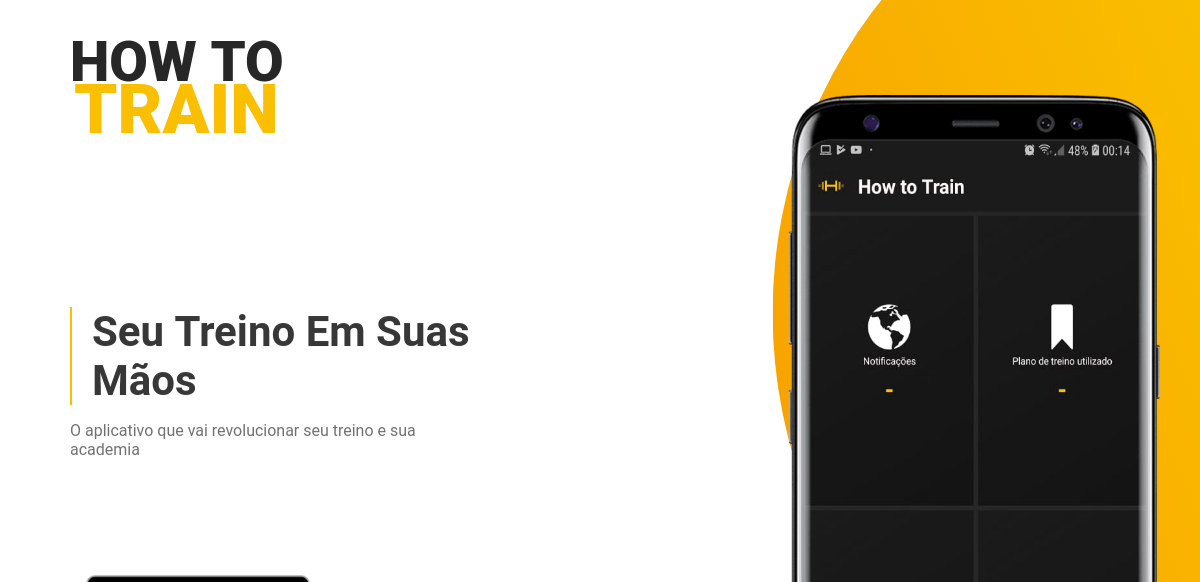 HOW TO
TRAIN
48% 00:14
How to Train
Notificações
Plano de treino utilizado
-
-
Seu Treino Em Suas
Mãos
O aplicativo que vai revolucionar seu treino e sua
academia